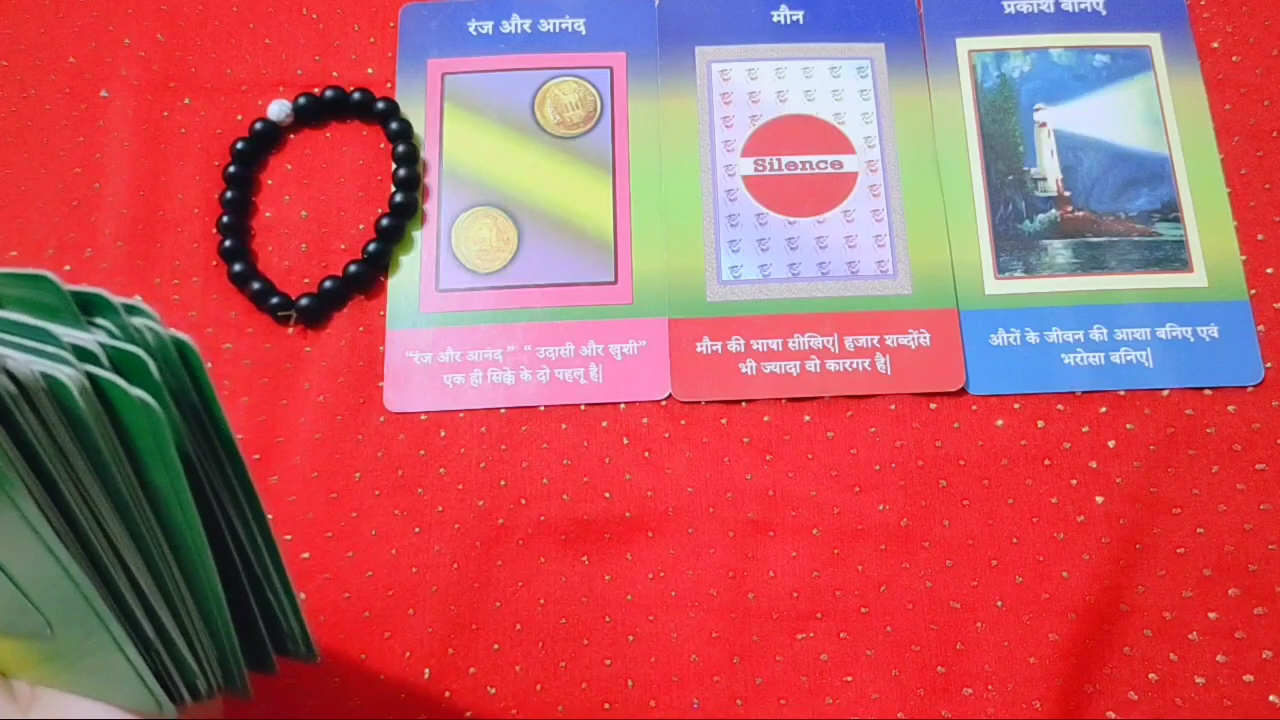 रंज और आनंद
"रंज और आनंद" "उदासी और खुशी"
एक ही सिक्के के दो पहलू है|
मौन
Silence
मौन की भाषा सीखिए| हजार शब्दोंसे
भी ज्यादा वो कारगर है|
प्रकाश बनिए
औरों के जीवन की आशा बनिए एवं
भरोसा बनिए|